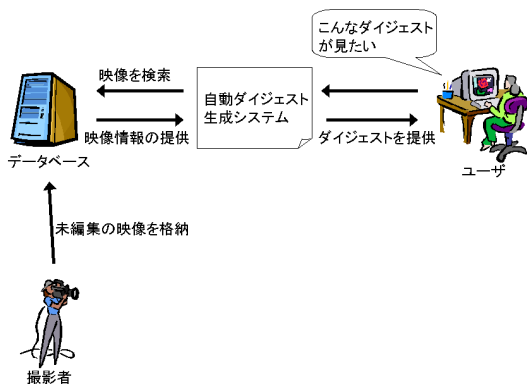 こんなダイジェスト
が見たい
映像を検索
自動ダイジェスト
生成システム
映像情報の提供
ダイジェストを提供
データベース
ユーザ
未編集の映像を格納
撮影者